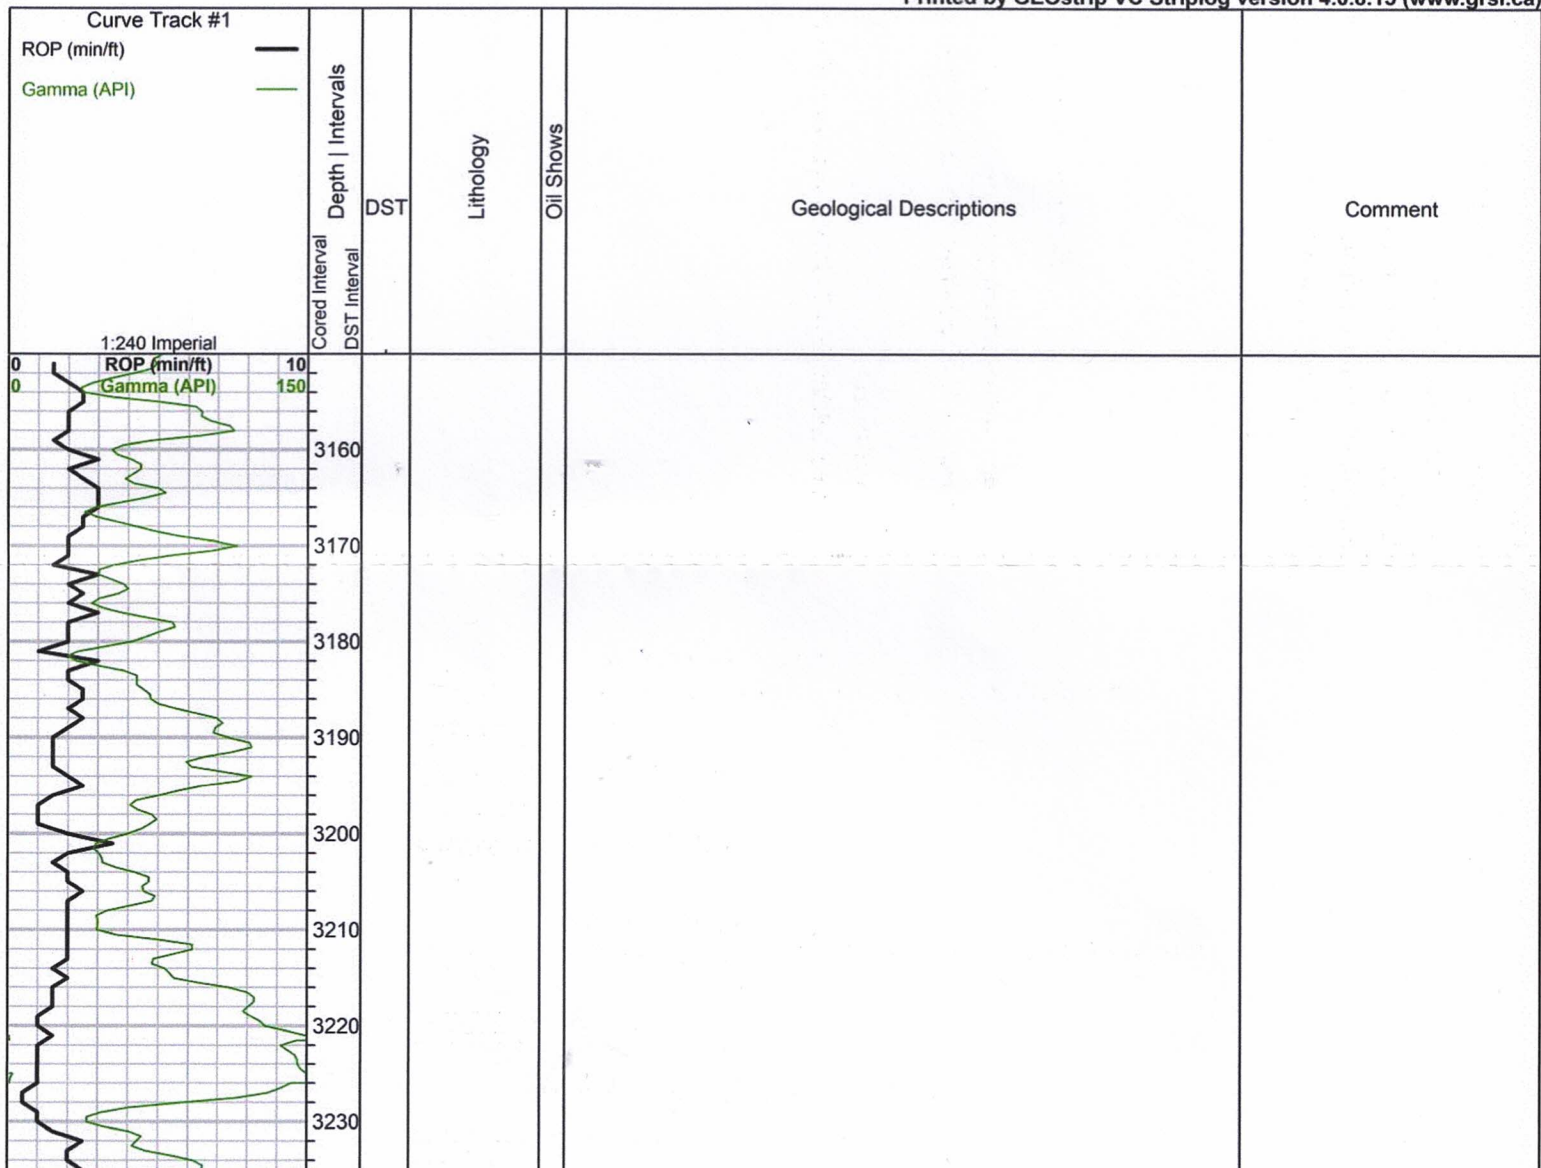 Printed by GEOstrip VC Striplog version 4.0.8.15 (www.grsi.ca)
Curve Track #1
ROP (min/ft)
Gamma (API)
Depth | Intervals
Cored Interval
DST Interval
DST
Lithology
Oil Shows
Geological Descriptions
Comment
1:240 Imperial
0 ROP (min/ft) 10
0 Gamma (API) 150
3160
3170
3180
3190
3200
3210
3220
3230